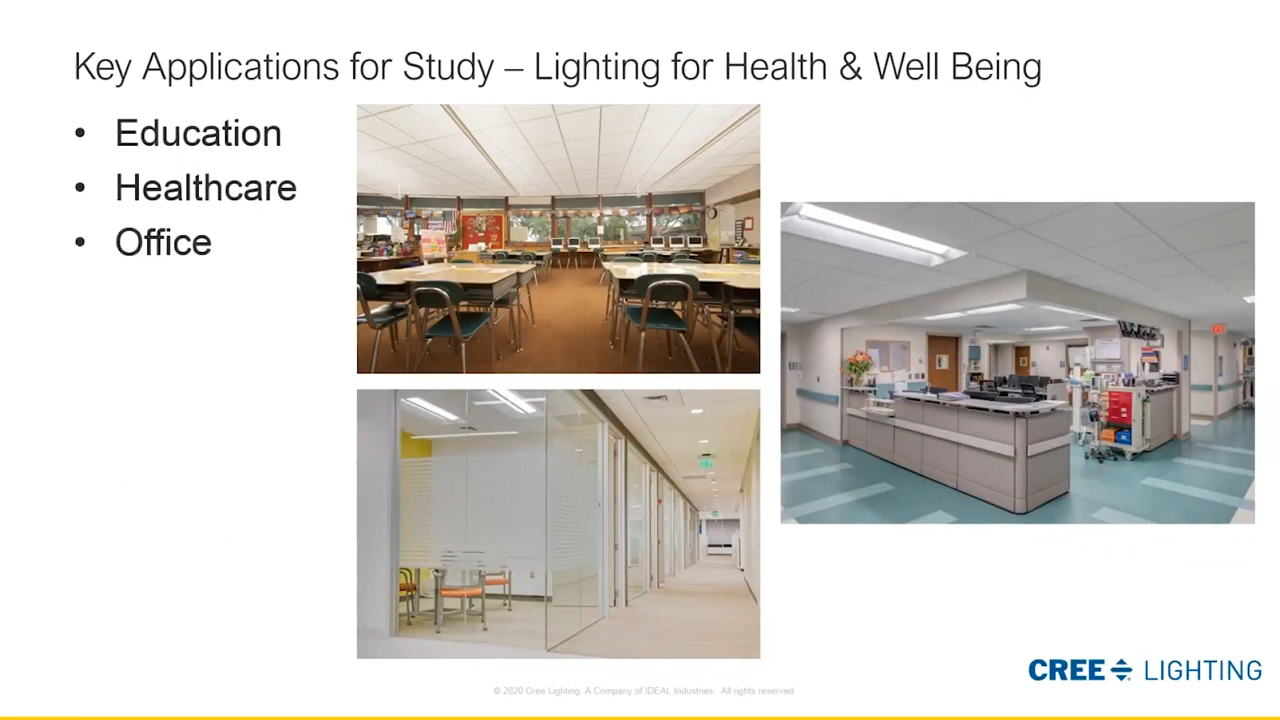 Key Applications for Study – Lighting for Health & Well Being
• Education
• Healthcare
• Office
CREE LIGHTING
© 2020 Cree Lighting, A Company of IDEAL Industries. All rights reserved.